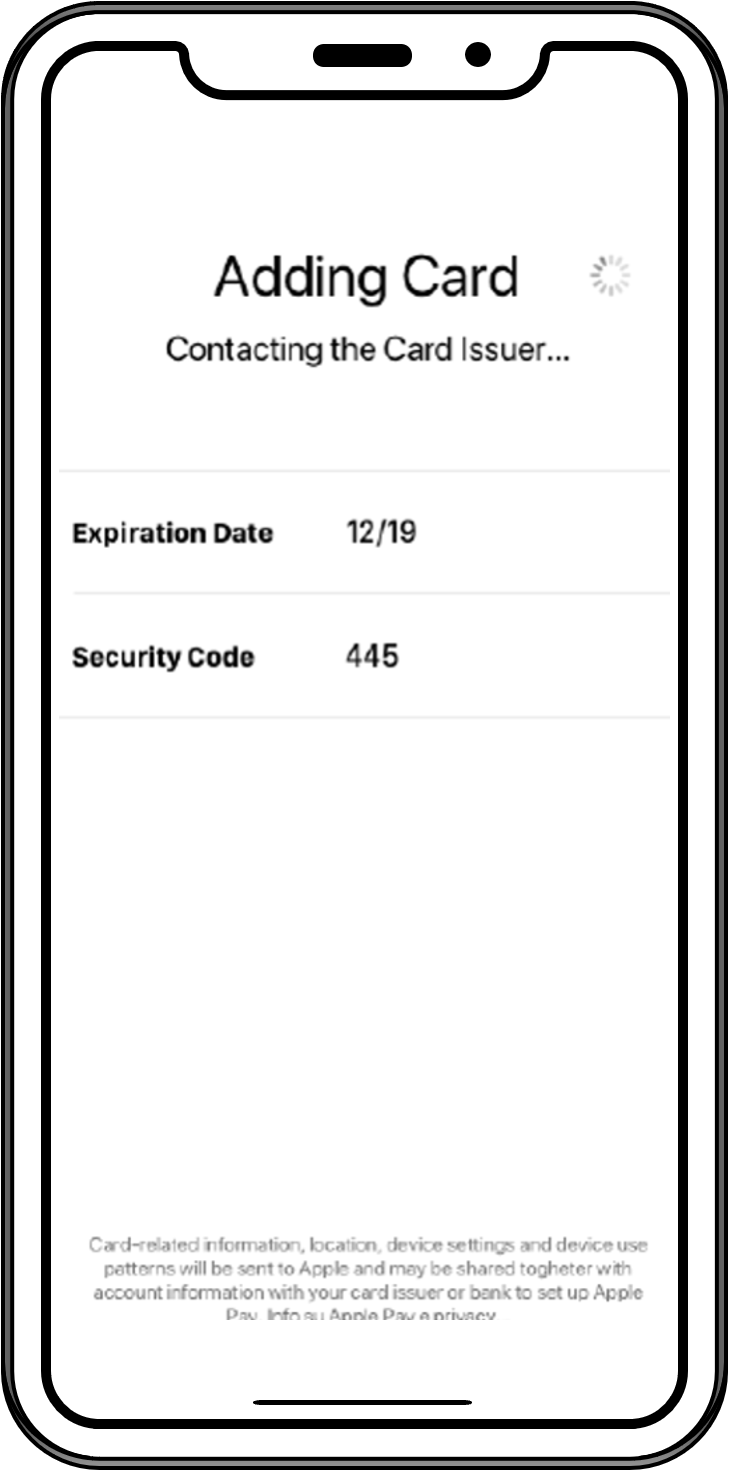 Adding Card
Contacting the Card Issuer...
Expiration Date 12/19
Security Code 445
Card-related information, location, device settings and device use
patterns will be sent to Apple and may be shared togheter with
account information with your card issuer or bank to set up Apple
Pay. Info su Apple Pay e privacy...